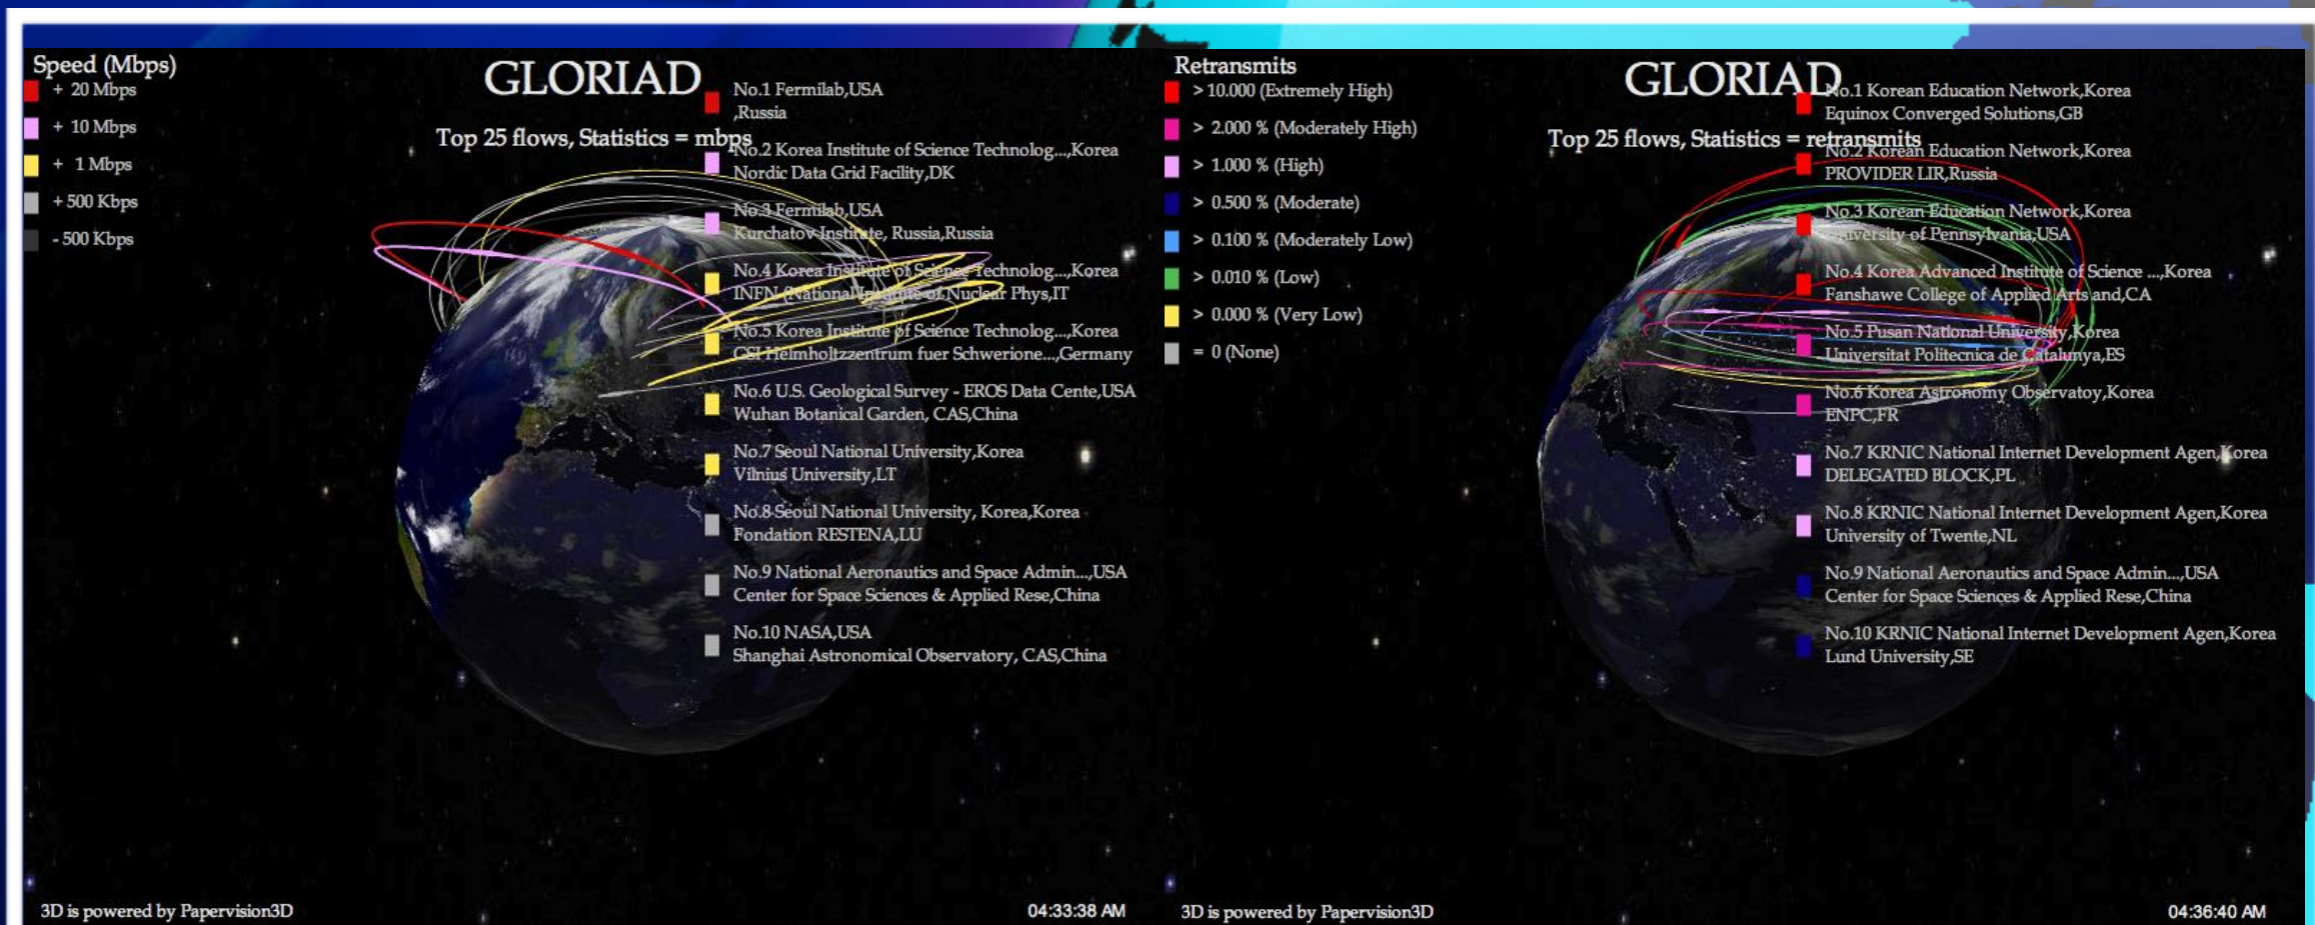 Speed (Mbps)
+ 20 Mbps
+ 10 Mbps
+ 1 Mbps
+ 500 Kbps
- 500 Kbps
GLORIAD
Top 25 flows, Statistics = mbps
No.1 Fermilab,USA
,Russia
No.2 Korea Institute of Science Technolog...,Korea
Nordic Data Grid Facility,DK
No.3 Fermilab,USA
Kurchatov Institute, Russia,Russia
No.4 Korea Institute of Science Technolog...,Korea
INFN (National Institute of Nuclear Phys,IT
No.5 Korea Institute of Science Technolog...,Korea
GSI Helmholtzzentrum fuer Schwerione...,Germany
No.6 U.S. Geological Survey - EROS Data Cente,USA
Wuhan Botanical Garden, CAS,China
No.7 Seoul National University,Korea
Vilnius University,LT
No.8 Seoul National University, Korea,Korea
Fondation RESTENA,LU
No.9 National Aeronautics and Space Admin...,USA
Center for Space Sciences & Applied Rese,China
No.10 NASA,USA
Shanghai Astronomical Observatory, CAS,China
3D is powered by Papervision3D
04:33:38 AM
Retransmits
> 10.000 (Extremely High)
> 2.000 % (Moderately High)
> 1.000 % (High)
> 0.500 % (Moderate)
> 0.100 % (Moderately Low)
> 0.010 % (Low)
> 0.000 % (Very Low)
= 0 (None)
GLORIAD
Top 25 flows, Statistics = retransmits
No.1 Korean Education Network,Korea
Equinox Converged Solutions,GB
No.2 Korean Education Network,Korea
PROVIDER LIR,Russia
No.3 Korean Education Network,Korea
University of Pennsylvania,USA
No.4 Korea Advanced Institute of Science ...,Korea
Fanshawe College of Applied Arts and,CA
No.5 Pusan National University,Korea
Universitat Politecnica de Catalunya,ES
No.6 Korea Astronomy Observatoy,Korea
ENPC,FR
No.7 KRNIC National Internet Development Agen,Korea
DELEGATED BLOCK,PL
No.8 KRNIC National Internet Development Agen,Korea
University of Twente,NL
No.9 National Aeronautics and Space Admin...,USA
Center for Space Sciences & Applied Rese,China
No.10 KRNIC National Internet Development Agen,Korea
Lund University,SE
3D is powered by Papervision3D
04:36:40 AM